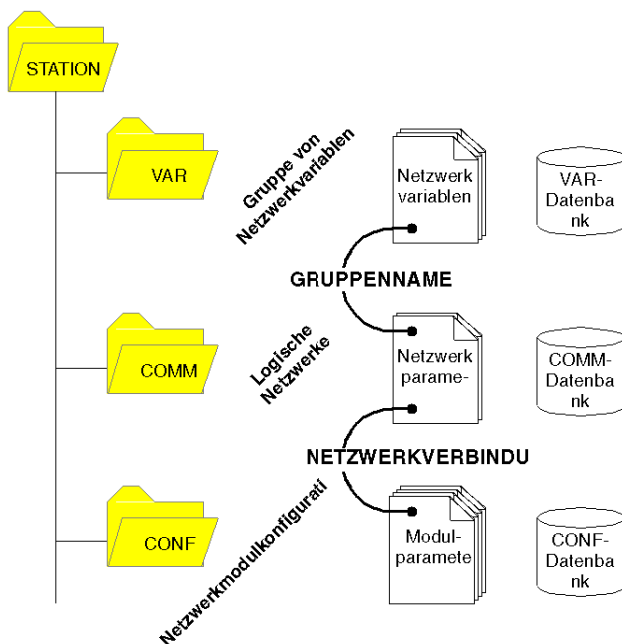 STATION
VAR
Gruppe von
Netzwerkvariablen
Netzwerk
variablen
VAR-
Datenba
nk
GRUPPENNAME
COMM
Logische
Netzwerke
Netzwerk
parame-
COMM-
Datenba
nk
NETZWERKVERBINDU
CONF
Netzwerkmodulkonfigurati
Modul-
paramete
CONF-
Datenba
nk